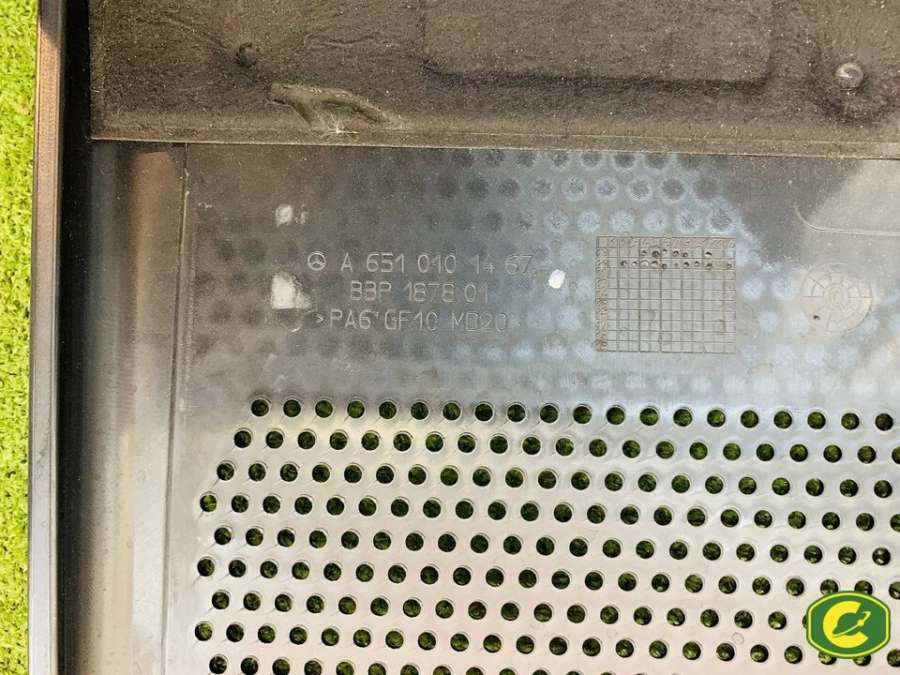 A 651 010 14 67
BBP 1878 01
>PA6 GF10 MD20<